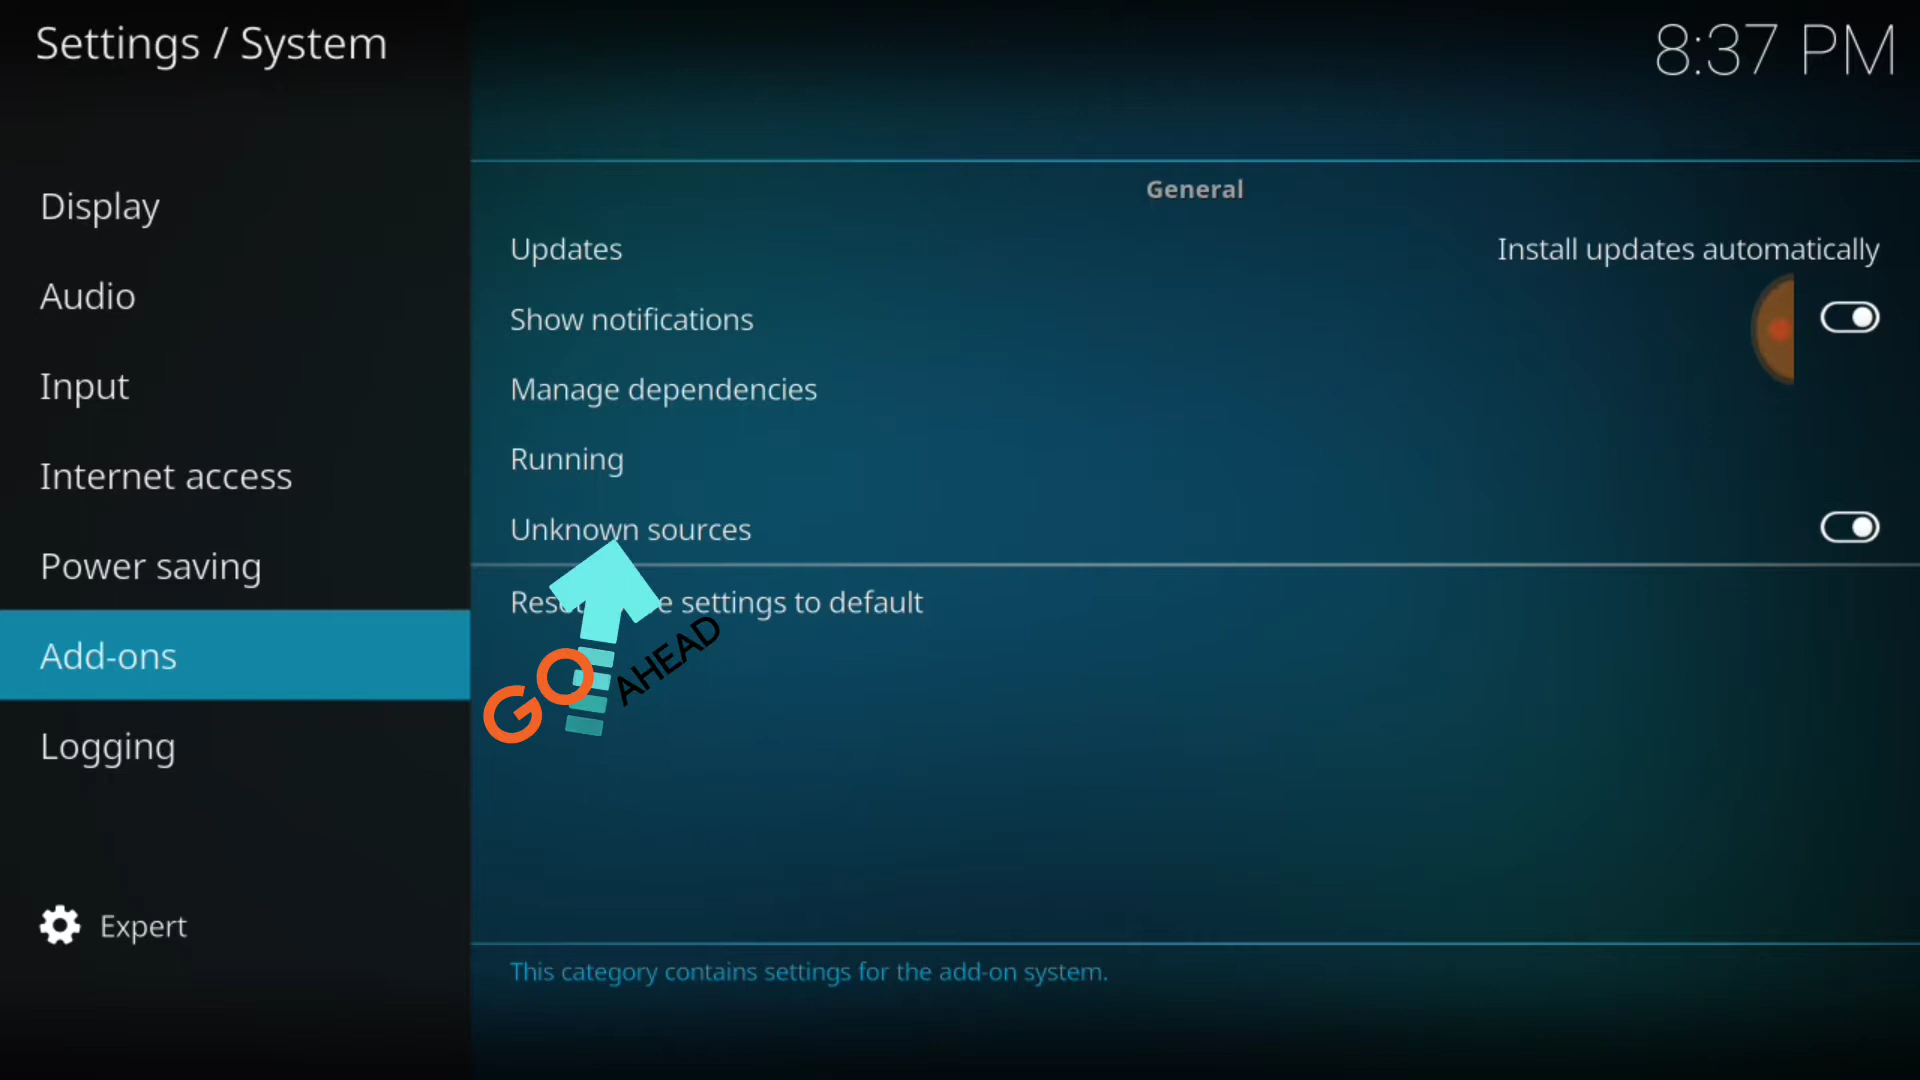 Settings / System
8:37 PM
Display
Audio
Input
Internet access
Power saving
Add-ons
Logging
Expert
General
Updates
Install updates automatically
Show notifications
Manage dependencies
Running
Unknown sources
settings to default
GO AHEAD
This category contains settings for the add-on system.